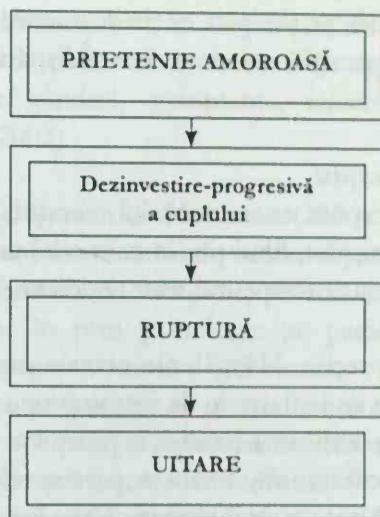 PRIETENIE AMOROASĂ
Dezinvestire-progresivă
a cuplului
RUPTURĂ
UITARE